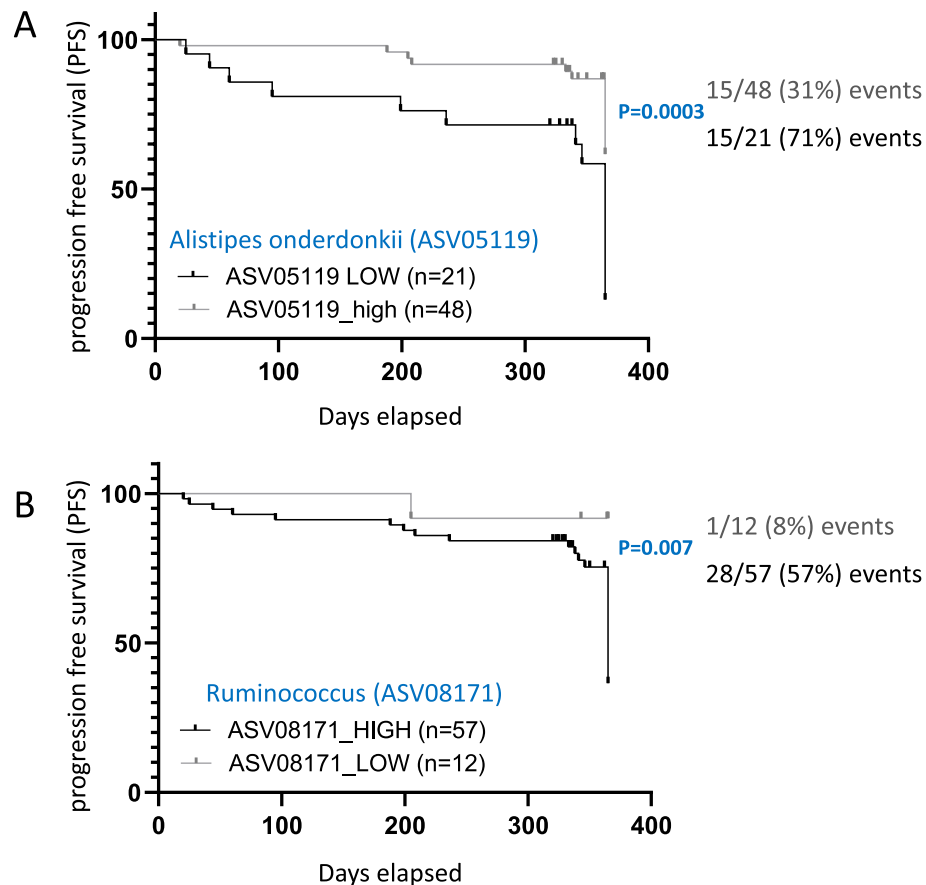 A
progression free survival (PFS)
100
50
0
0 100 200 300 400
Days elapsed
Alistipes onderdonkii (ASV05119)
ASV05119 LOW (n=21)
ASV05119_high (n=48)
P=0.0003
15/48 (31%) events
15/21 (71%) events
B
progression free survival (PFS)
100
50
0
0 100 200 300 400
Days elapsed
Ruminococcus (ASV08171)
ASV08171_HIGH (n=57)
ASV08171_LOW (n=12)
P=0.007
1/12 (8%) events
28/57 (57%) events